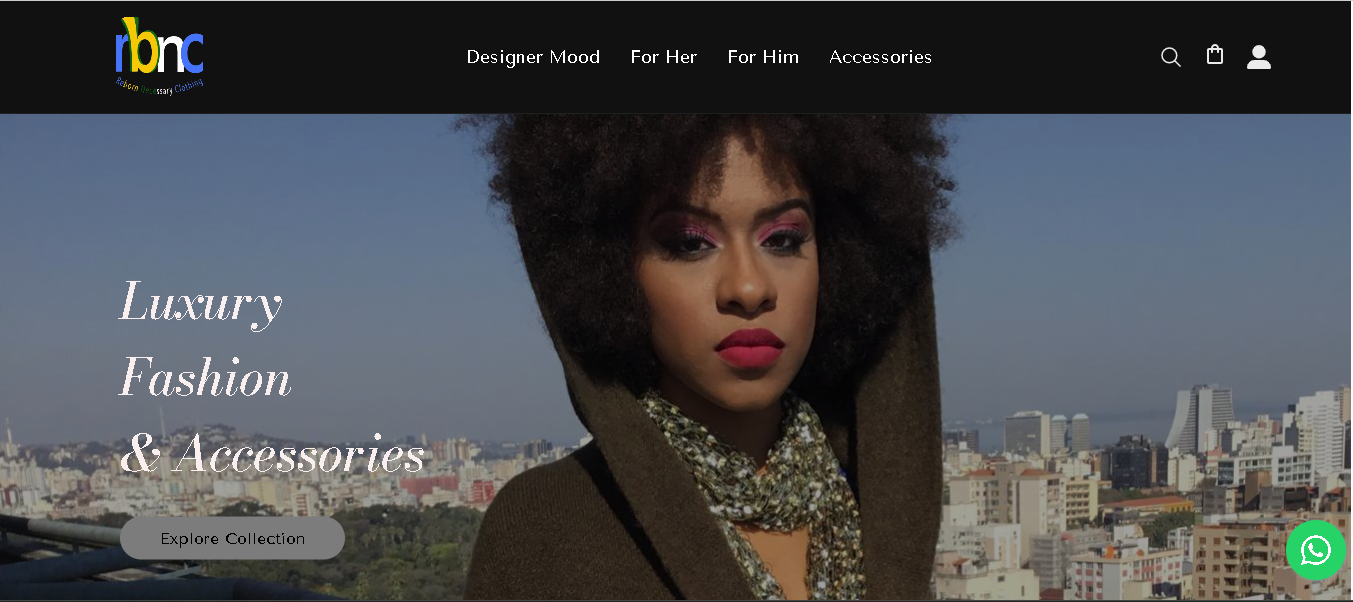 rbnc
Reborn Necessary Clothing
Designer Mood For Her For Him Accessories
Luxury
Fashion
& Accessories
Explore Collection